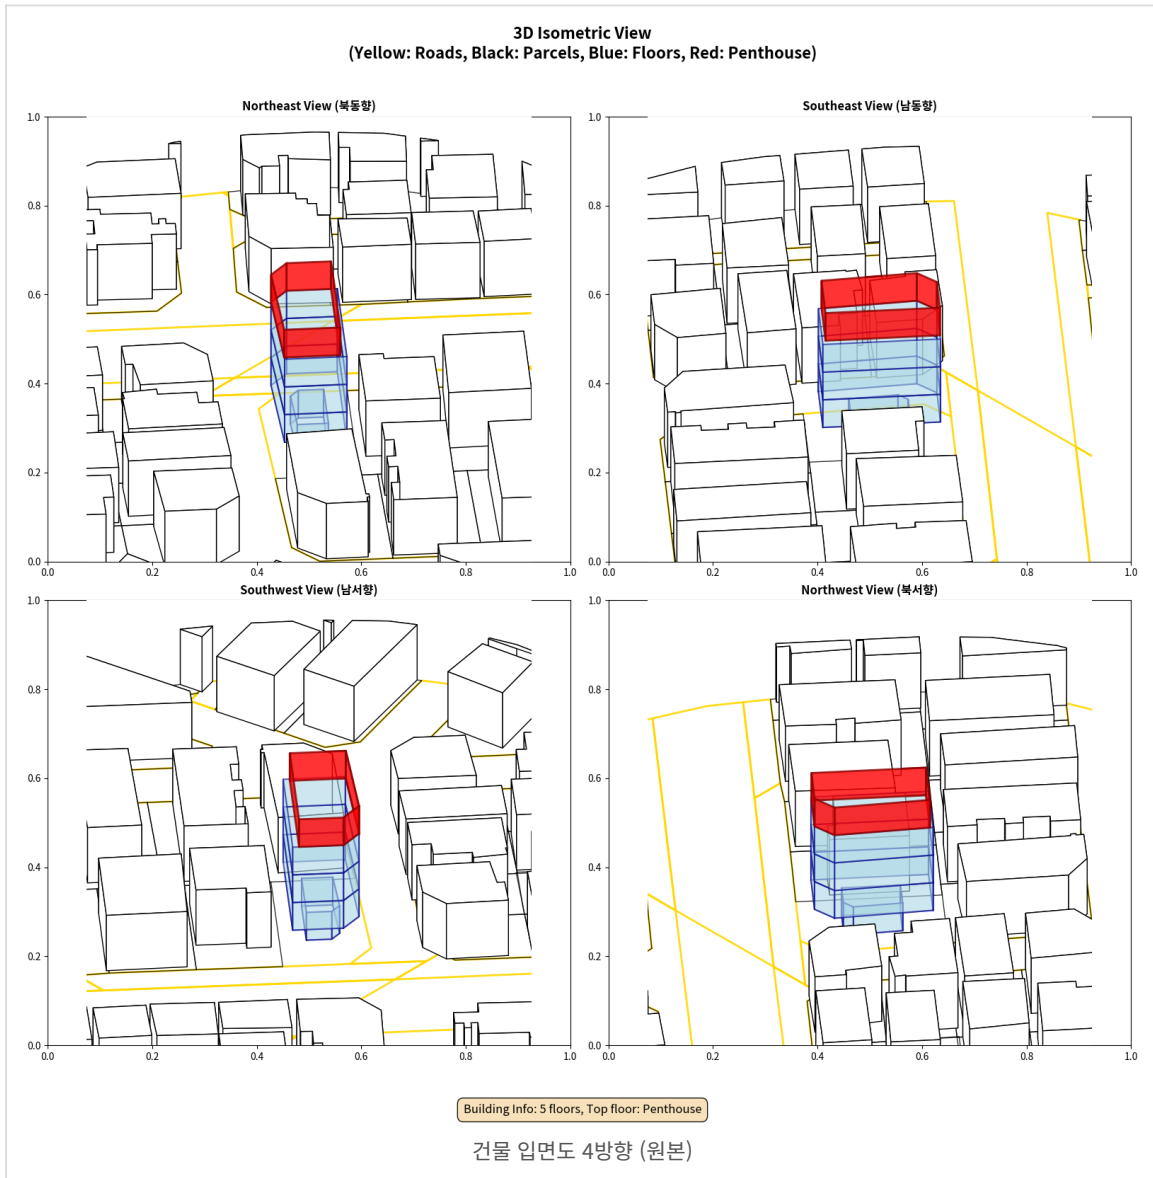 3D Isometric View
(Yellow: Roads, Black: Parcels, Blue: Floors, Red: Penthouse)
Northeast View (북동향)
1.0
0.8
0.6
0.4
0.2
0.0
0.0 0.2 0.4 0.6 0.8 1.0
Southeast View (남동향)
1.0
0.8
0.6
0.4
0.2
0.0
0.0 0.2 0.4 0.6 0.8 1.0
Southwest View (남서향)
1.0
0.8
0.6
0.4
0.2
0.0
0.0 0.2 0.4 0.6 0.8 1.0
Northwest View (북서향)
1.0
0.8
0.6
0.4
0.2
0.0
0.0 0.2 0.4 0.6 0.8 1.0
Building Info: 5 floors, Top floor: Penthouse
건물 입면도 4방향 (원본)